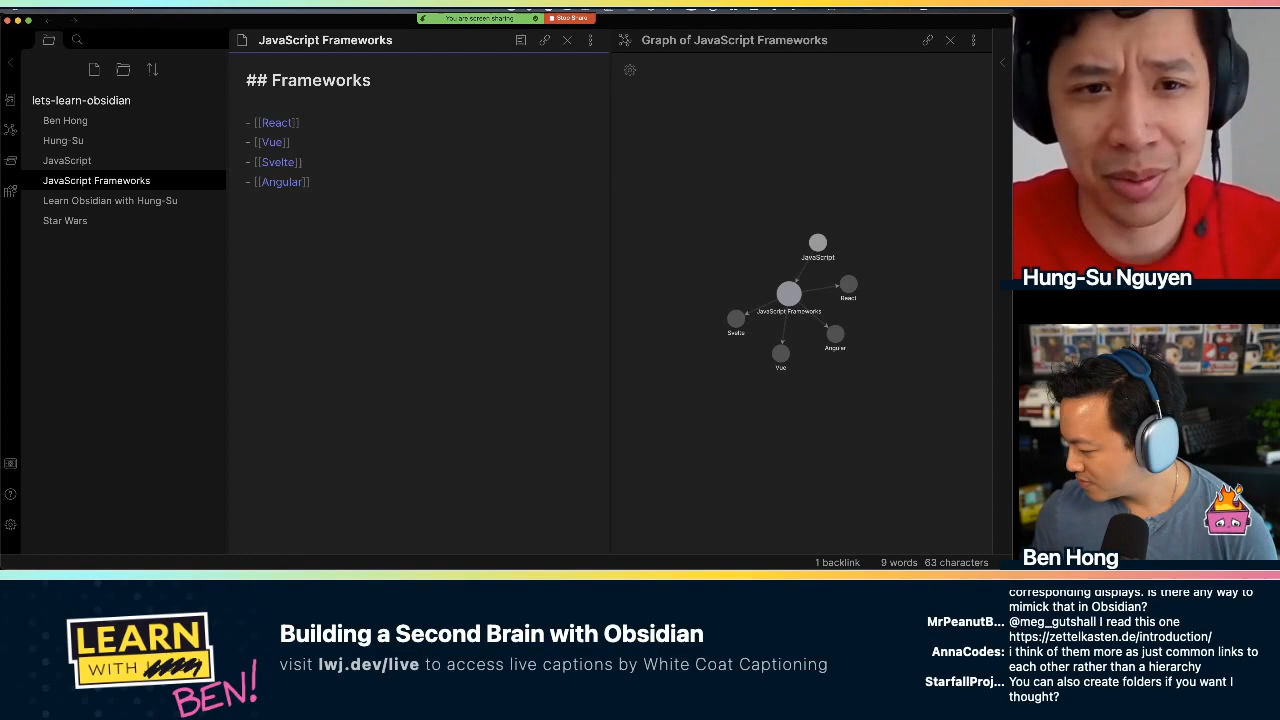 You are screen sharing
Stop Share
JavaScript Frameworks
Graph of JavaScript Frameworks
lets-learn-obsidian
Ben Hong
Hung-Su
JavaScript
JavaScript Frameworks
Learn Obsidian with Hung-Su
Star Wars
## Frameworks
- [[React]]
- [[Vue]]
- [[Svelte]]
- [[Angular]]
JavaScript
React
JavaScript Frameworks
Svelte
Angular
Vue
1 backlink
9 words
63 characters
Hung-Su Nguyen
Ben Hong
LEARN
WITH
BEN!
Building a Second Brain with Obsidian
visit lwj.dev/live to access live captions by White Coat Captioning
corresponding displays. Is there any way to
mimick that in Obsidian?
MrPeanutB...: @meg_gutshall I read this one
https://zettelkasten.de/introduction/
AnnaCodes: i think of them more as just common links to
each other rather than a hierarchy
StarfallProj...: You can also create folders if you want I
thought?